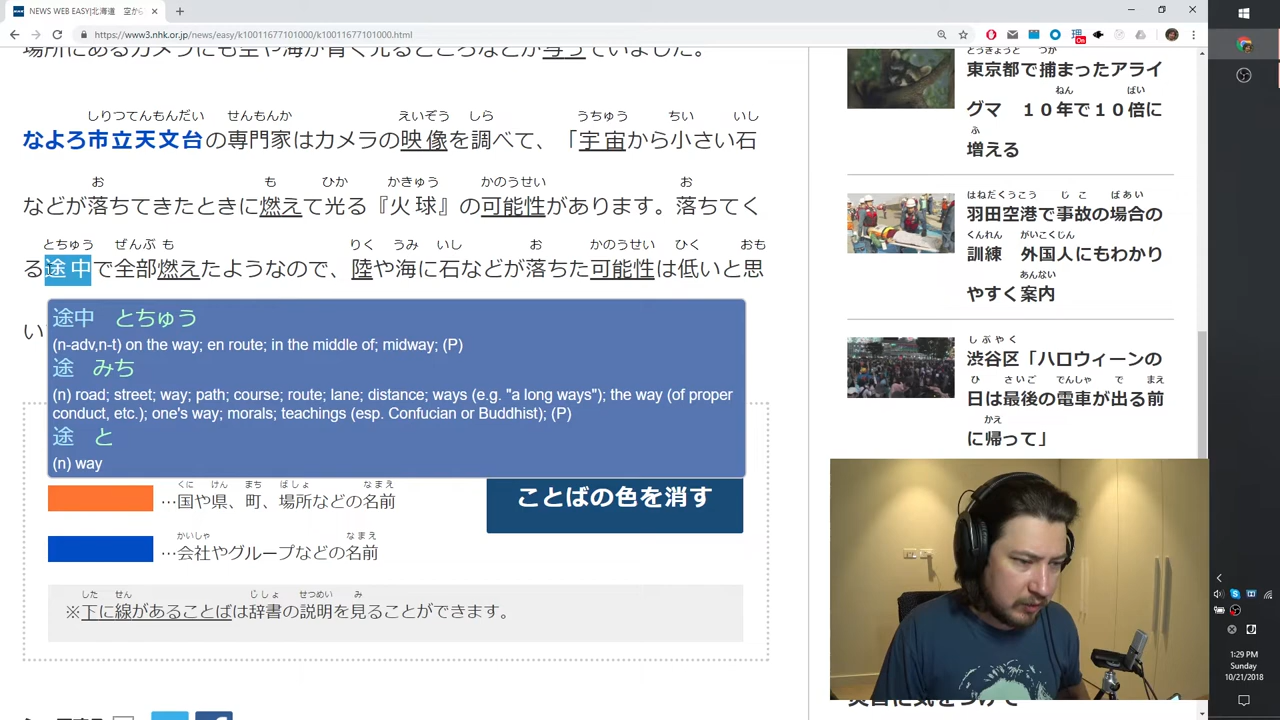 NEWS WEB EASY|北海道 空か
https://www3.nhk.or.jp/news/easy/k10011677101000/k10011677101000.html
しりつてんもんだい せんもんか えいぞう しら うちゅう ちい いし
なよろ市立天文台の専門家はカメラの映像を調べて、「宇宙から小さい石
お も ひか かきゅう かのうせい お
などが落ちてきたときに燃えて光る『火球』の可能性があります。落ちてく
とちゅう ぜんぶ も りく うみ いし お かのうせい ひく おも
る途中で全部燃えたようなので、陸や海に石などが落ちた可能性は低いと思
い
途中 とちゅう
(n-adv,n-t) on the way; en route; in the middle of; midway; (P)
途 みち
(n) road; street; way; path; course; route; lane; distance; ways (e.g. "a long ways"); the way (of proper
conduct, etc.); one's way; morals; teachings (esp. Confucian or Buddhist); (P)
途 と
(n) way
くに けん まち ばしょ なまえ
…国や県、町、場所などの名前
ことばの色を消す
かいしゃ なまえ
…会社やグループなどの名前
した せん じしょ せつめい み
※下に線があることばは辞書の説明を見ることができます。
とうきょうと つか
東京都で捕まったアライ
ねん ばい
グマ 10年で10倍に
ふ
増える
はねだくうこう じこ ばあい
羽田空港で事故の場合の
くんれん がいこくじん
訓練 外国人にもわかり
あんない
やすく案内
しぶやく
渋谷区「ハロウィーンの
ひ さいご でんしゃ で まえ
日は最後の電車が出る前
かえ
に帰って」
1:29 PM
Sunday
10/21/2018